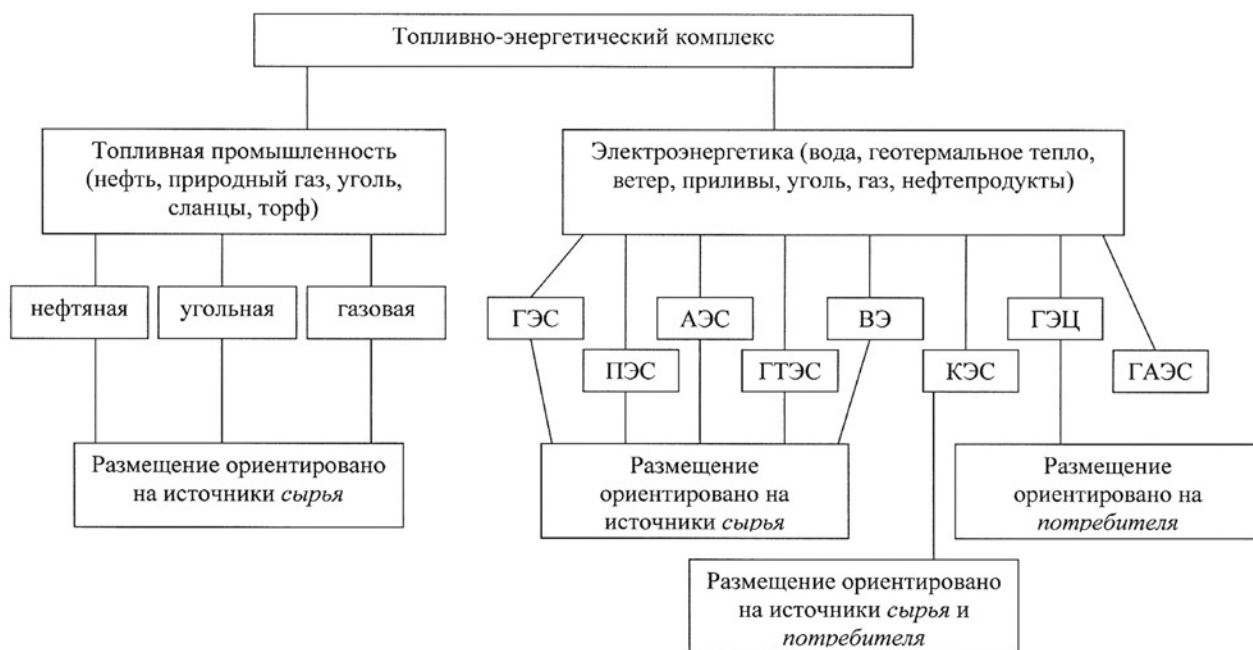 Топливно-энергетический комплекс
Топливная промышленность
(нефть, природный газ, уголь,
сланцы, торф)
Электроэнергетика (вода, геотермальное тепло,
ветер, приливы, уголь, газ, нефтепродукты)
нефтяная
угольная
газовая
ГЭС
АЭС
ВЭ
ГЭЦ
ПЭС
ГТЭС
КЭС
ГАЭС
Размещение ориентировано
на источники сырья
Размещение
ориентировано на
источники сырья
Размещение
ориентировано на
потребителя
Размещение ориентировано
на источники сырья и
потребителя